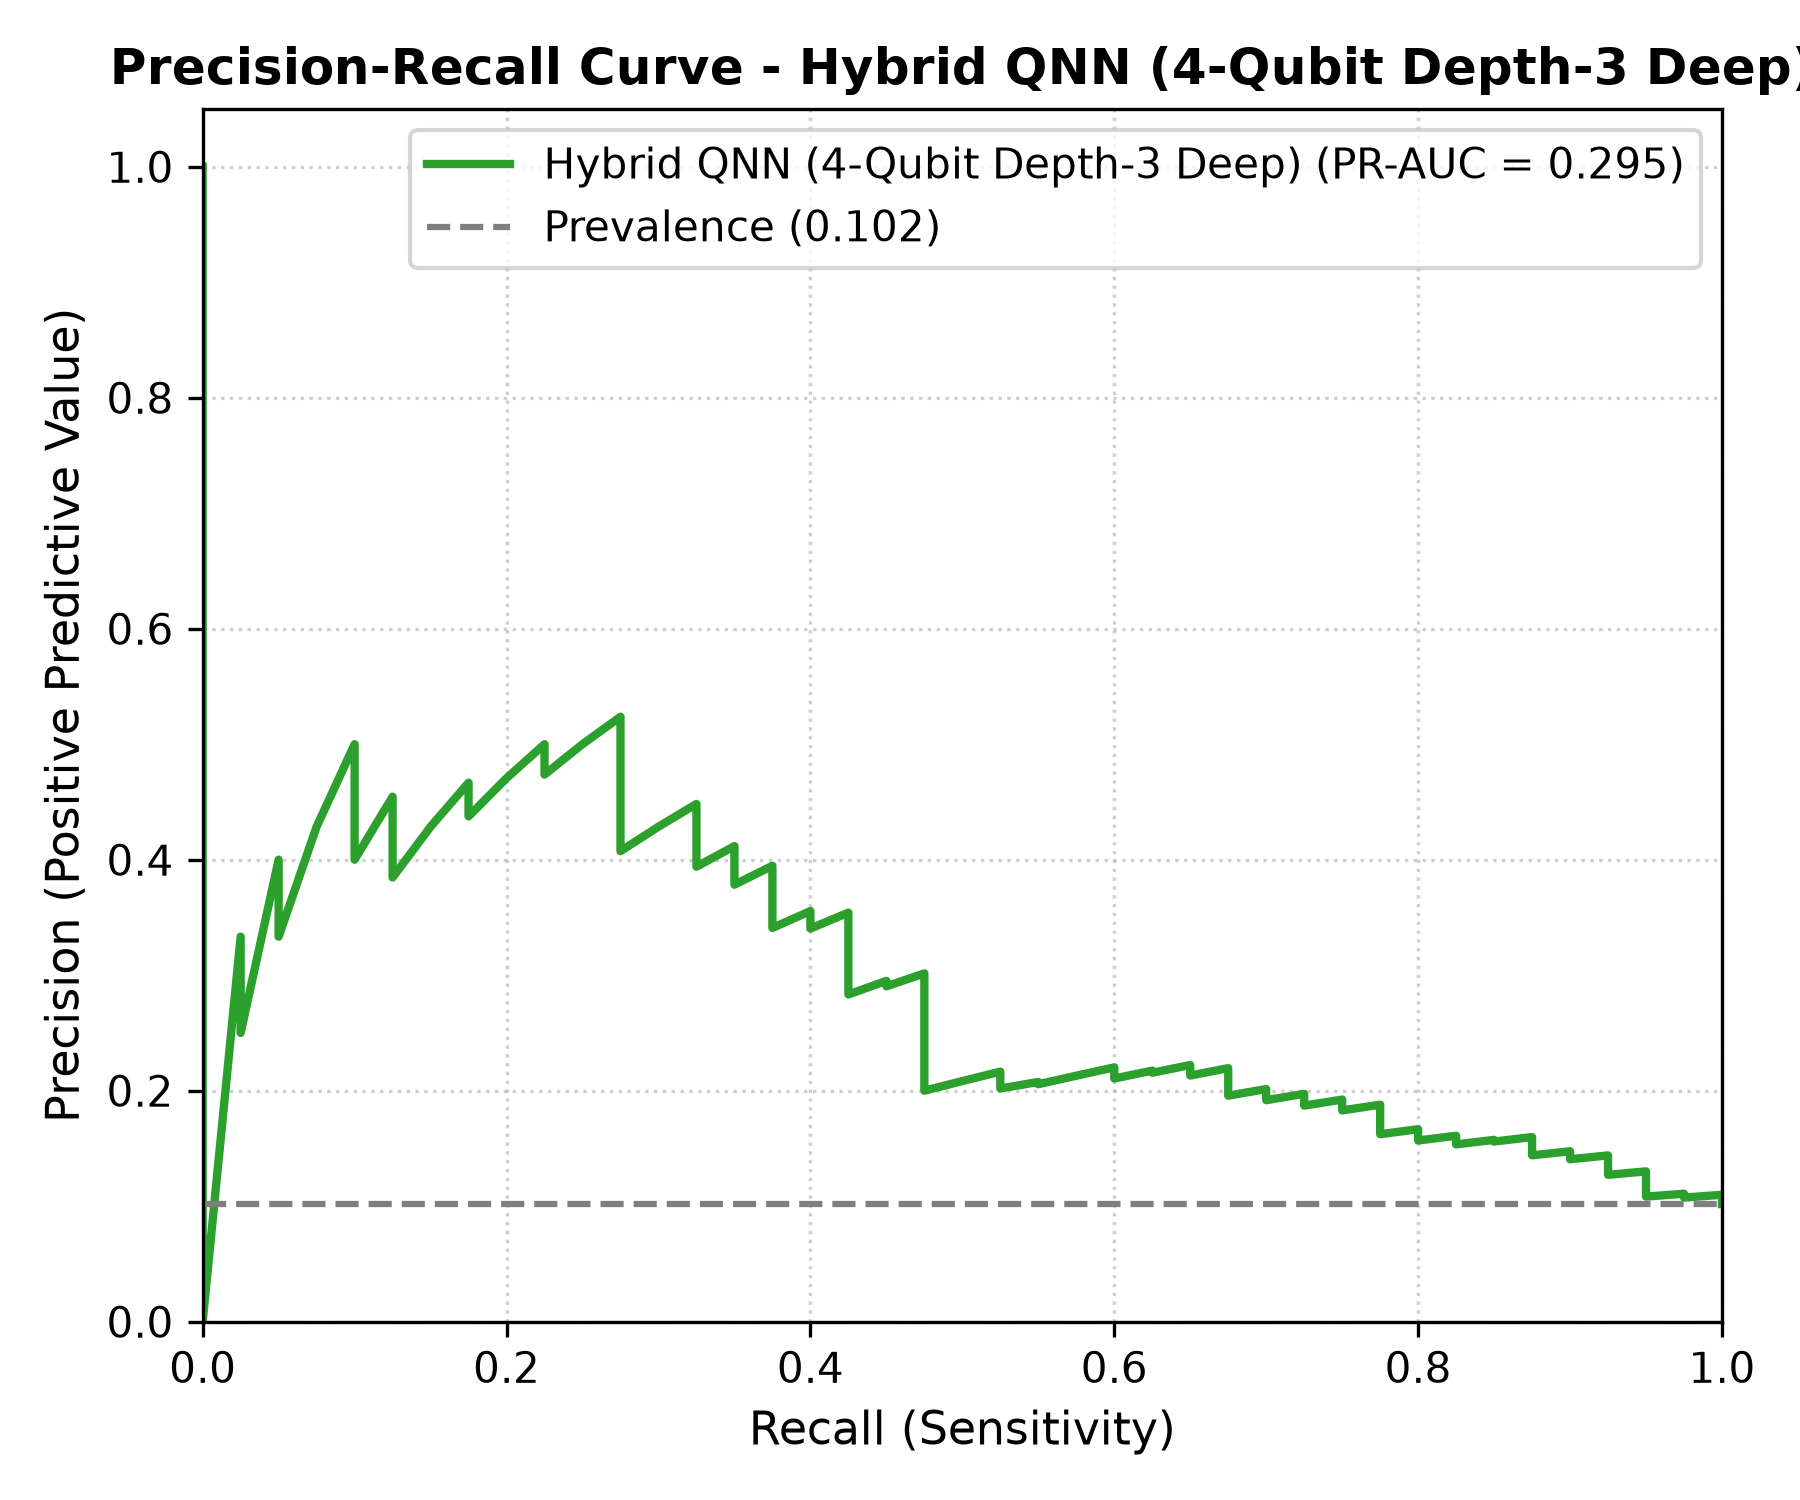 Precision-Recall Curve - Hybrid QNN (4-Qubit Depth-3 Deep)
Hybrid QNN (4-Qubit Depth-3 Deep) (PR-AUC = 0.295)
Prevalence (0.102)
Precision (Positive Predictive Value)
1.0
0.8
0.6
0.4
0.2
0.0
0.0 0.2 0.4 0.6 0.8 1.0
Recall (Sensitivity)